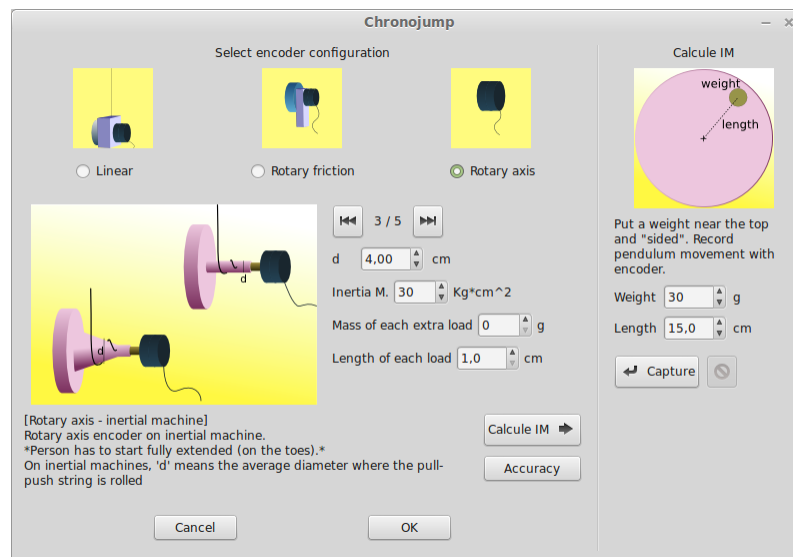 Chronojump
Select encoder configuration
Linear
Rotary friction
Rotary axis
d
d
3 / 5
d 4,00 cm
Inertia M. 30 Kg*cm^2
Mass of each extra load 0 g
Length of each load 1,0 cm
[Rotary axis - inertial machine]
Rotary axis encoder on inertial machine.
*Person has to start fully extended (on the toes).*
On inertial machines, 'd' means the average diameter where the pull-
push string is rolled
Calcule IM
Accuracy
Cancel
OK
Calcule IM
weight
length
Put a weight near the top
and "sided". Record
pendulum movement with
encoder.
Weight 30 g
Length 15,0 cm
Capture